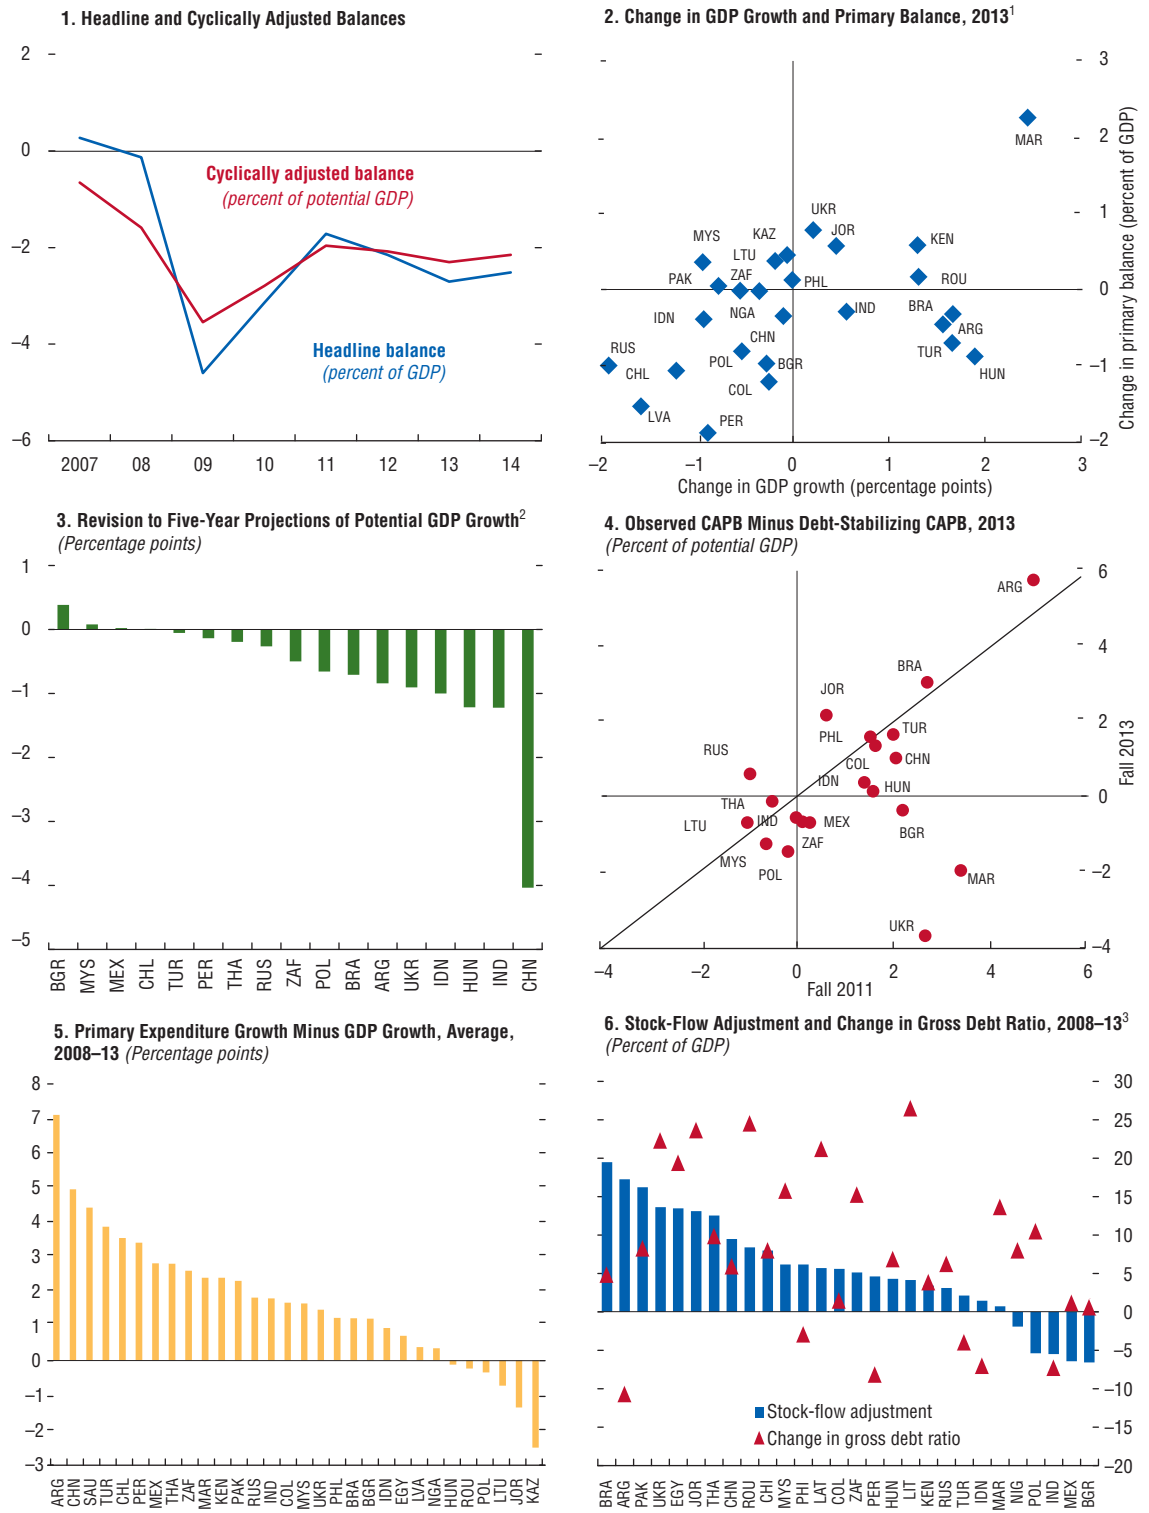 1. Headline and Cyclically Adjusted Balances
2
0
–2
–4
–6
Cyclically adjusted balance
(percent of potential GDP)
Headline balance
(percent of GDP)
2007 08 09 10 11 12 13 14
2. Change in GDP Growth and Primary Balance, 2013¹
3
2
1
0
–1
–2
Change in primary balance (percent of GDP)
MAR
UKR
JOR
KAZ
MYS
LTU
KEN
PAK
ZAF
PHL
ROU
IDN
NGA
IND
BRA
ARG
CHN
TUR
RUS
CHL
POL
BGR
HUN
COL
LVA
PER
–2 –1 0 1 2 3
Change in GDP growth (percentage points)
3. Revision to Five-Year Projections of Potential GDP Growth²
(Percentage points)
1
0
–1
–2
–3
–4
–5
BGR MYS MEX CHL TUR PER THA RUS ZAF POL BRA ARG UKR IDN HUN IND CHN
4. Observed CAPB Minus Debt-Stabilizing CAPB, 2013
(Percent of potential GDP)
6
4
2
0
–2
–4
Fall 2013
ARG
BRA
JOR
PHL
TUR
RUS
COL
CHN
IDN
HUN
THA
LTU
IND
MEX
BGR
ZAF
MYS
POL
MAR
UKR
–4 –2 0 2 4 6
Fall 2011
5. Primary Expenditure Growth Minus GDP Growth, Average,
2008–13 (Percentage points)
8
7
6
5
4
3
2
1
0
–1
–2
–3
ARG CHN SAU TUR CHL PER MEX THA ZAF MAR KEN PAK RUS IND COL MYS UKR PHL BRA BGR IDN EGY LVA NGA HUN ROU POL LTU JOR KAZ
6. Stock-Flow Adjustment and Change in Gross Debt Ratio, 2008–13³
(Percent of GDP)
30
25
20
15
10
5
0
–5
–10
–15
–20
Stock-flow adjustment
Change in gross debt ratio
BRA ARG PAK UKR EGY JOR THA CHN ROU CHI MYS PHI LAT COL ZAF PER HUN LIT KEN RUS TUR IDN MAR NIG POL IND MEX BGR